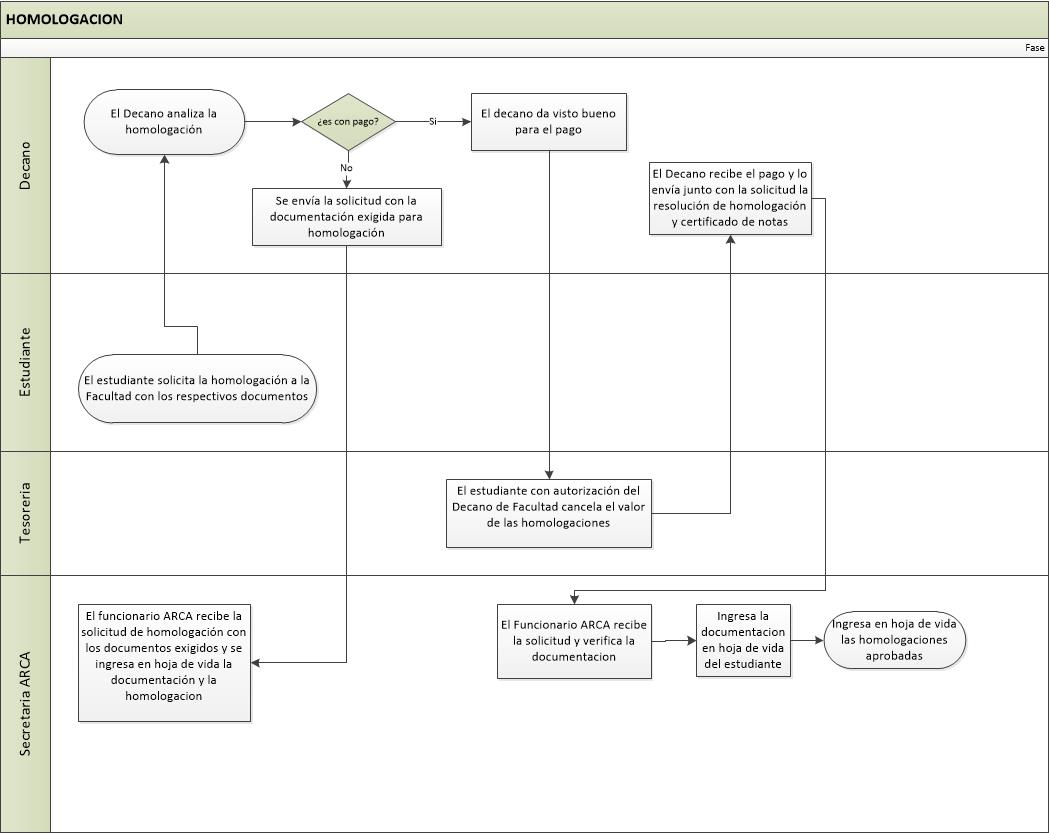 HOMOLOGACION
Fase
Decano
El Decano analiza la
homologación
¿es con pago?
Si
No
El decano da visto bueno
para el pago
Se envía la solicitud con la
documentación exigida para
homologación
El Decano recibe el pago y lo
envía junto con la solicitud la
resolución de homologación
y certificado de notas
Estudiante
El estudiante solicita la homologación a la
Facultad con los respectivos documentos
Tesoreria
El estudiante con autorización del
Decano de Facultad cancela el valor
de las homologaciones
Secretaria ARCA
El funcionario ARCA recibe la
solicitud de homologación con
los documentos exigidos y se
ingresa en hoja de vida la
documentación y la
homologacion
El Funcionario ARCA recibe
la solicitud y verifica la
documentacion
Ingresa la
documentacion
en hoja de vida
del estudiante
Ingresa en hoja de vida
las homologaciones
aprobadas